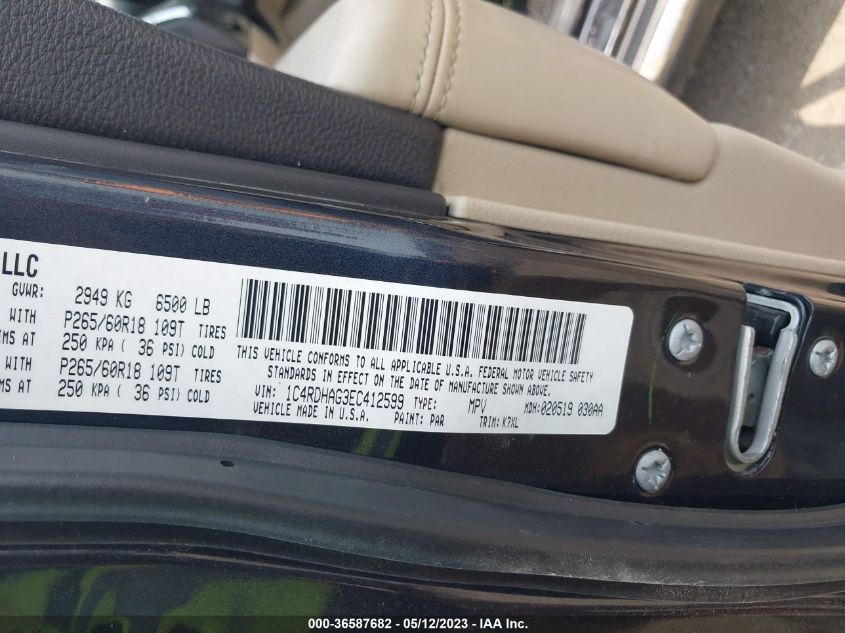 LLC
GVWR: 2949 KG 6500 LB
WITH P265/60R18 109T TIRES
MS AT 250 KPA ( 36 PSI) COLD
WITH P265/60R18 109T TIRES
MS AT 250 KPA ( 36 PSI) COLD
THIS VEHICLE CONFORMS TO ALL APPLICABLE U.S.A. FEDERAL MOTOR VEHICLE SAFETY
STANDARDS IN EFFECT ON THE DATE OF MANUFACTURE SHOWN ABOVE.
VIN: 1C4RDHAG3EC412599 TYPE: MPV MDH: 020519 030AA
VEHICLE MADE IN U.S.A. PAINT: PAR TRIM: K7XL
000-36587682 - 05/12/2023 - IAA Inc.